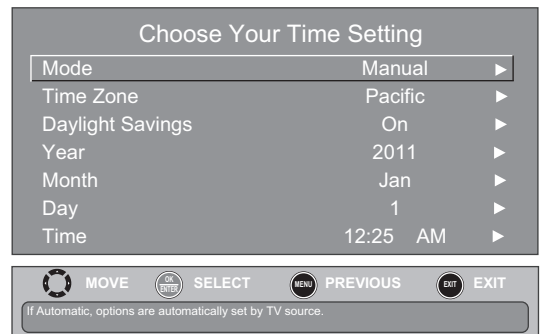 Choose Your Time Setting
Mode Manual ►
Time Zone Pacific ►
Daylight Savings On ►
Year 2011 ►
Month Jan ►
Day 1 ►
Time 12:25 AM ►
MOVE OK ENTER SELECT MENU PREVIOUS EXIT EXIT
If Automatic, options are automatically set by TV source.